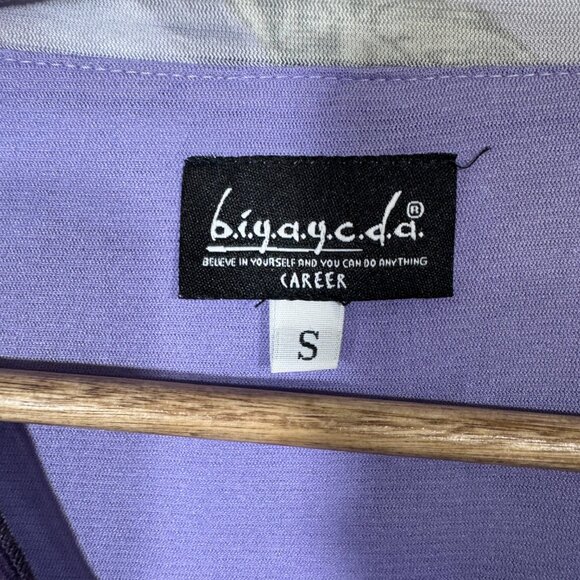 b.i.y.a.y.c.d.a.®
BELIEVE IN YOURSELF AND YOU CAN DO ANYTHING
CAREER
S